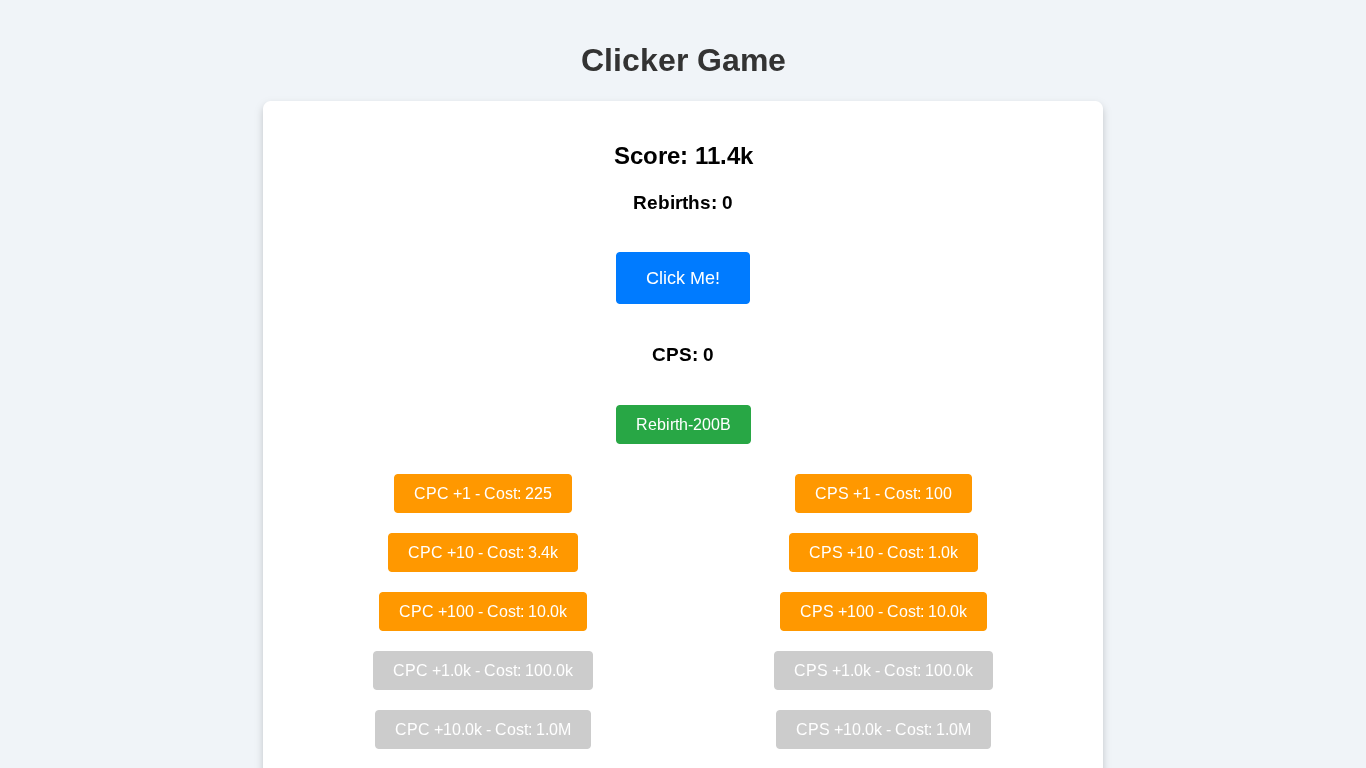 Clicker Game
Score: 11.4k
Rebirths: 0
Click Me!
CPS: 0
Rebirth-200B
CPC +1 - Cost: 225
CPS +1 - Cost: 100
CPC +10 - Cost: 3.4k
CPS +10 - Cost: 1.0k
CPC +100 - Cost: 10.0k
CPS +100 - Cost: 10.0k
CPC +1.0k - Cost: 100.0k
CPS +1.0k - Cost: 100.0k
CPC +10.0k - Cost: 1.0M
CPS +10.0k - Cost: 1.0M